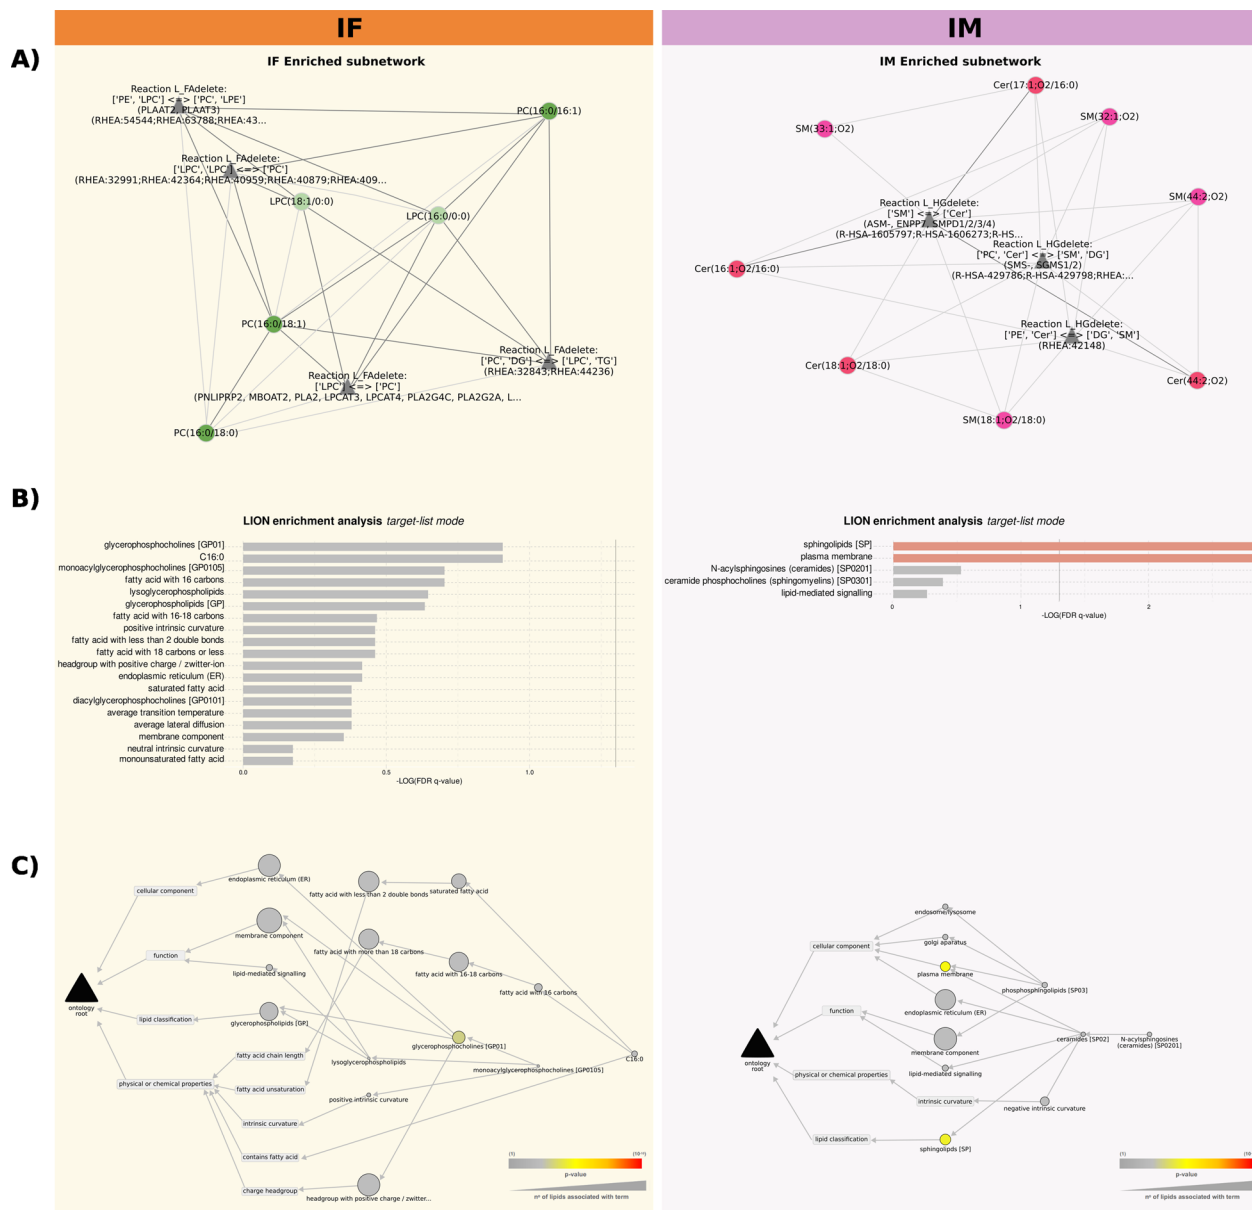 IF
IM
A)
IF Enriched subnetwork
Reaction L_FAdelete:
['PE', 'LPC'] <=> ['PC', 'LPE']
(PLAAT2, PLAAT3)
(RHEA:54544;RHEA:63788;RHEA:43...
PC(16:0/16:1)
Reaction L_FAdelete:
['LPC', 'LPC'] <=> ['PC']
(RHEA:32991;RHEA:42364;RHEA:40959;RHEA:40879;RHEA:409...
LPC(18:1/0:0)
LPC(16:0/0:0)
PC(16:0/18:1)
Reaction L_FAdelete:
['PC', 'DG'] <=> ['LPC', 'TG']
(RHEA:32843;RHEA:44236)
Reaction L_FAdelete:
['LPC'] <=> ['PC']
(PNLIPRP2, MBOAT2, PLA2, LPCAT3, LPCAT4, PLA2G4C, PLA2G2A, L...
PC(16:0/18:0)
IM Enriched subnetwork
Cer(17:1;O2/16:0)
SM(33:1;O2)
SM(32:1;O2)
SM(44:2;O2)
Reaction L_HGdelete:
['SM'] <=> ['Cer']
(ASM-, ENPP7, SMPD1/2/3/4)
(R-HSA-1605797;R-HSA-1606273;R-HS...
Reaction L_HGdelete:
['PC', 'Cer'] <=> ['SM', 'DG']
(SMS-, SGMS1/2)
(R-HSA-429786;R-HSA-429798;RHEA:...
Cer(16:1;O2/16:0)
Reaction L_HGdelete:
['PE', 'Cer'] <=> ['DG', 'SM']
(RHEA:42148)
Cer(18:1;O2/18:0)
Cer(44:2;O2)
SM(18:1;O2/18:0)
B)
LION enrichment analysis target-list mode
glycerophosphocholines [GP01]
C16:0
monoacylglycerophosphocholines [GP0105]
fatty acid with 16 carbons
lysoglycerophospholipids
glycerophospholipids [GP]
fatty acid with 16-18 carbons
positive intrinsic curvature
fatty acid with less than 2 double bonds
fatty acid with 18 carbons or less
headgroup with positive charge / zwitter-ion
endoplasmic reticulum (ER)
saturated fatty acid
diacylglycerophosphocholines [GP0101]
average transition temperature
average lateral diffusion
membrane component
neutral intrinsic curvature
monounsaturated fatty acid
0.0 0.5 1.0
-LOG(FDR q-value)
LION enrichment analysis target-list mode
sphingolipids [SP]
plasma membrane
N-acylsphingosines (ceramides) [SP0201]
ceramide phosphocholines (sphingomyelins) [SP0301]
lipid-mediated signalling
0 1 2
-LOG(FDR q-value)
C)
endoplasmic reticulum (ER)
cellular component
fatty acid with less than 2 double bonds
saturated fatty acid
membrane component
function
fatty acid with more than 18 carbons
lipid-mediated signalling
fatty acid with 16-18 carbons
fatty acid with 16 carbons
ontology
root
lipid classification
glycerophospholipids [GP]
glycerophosphocholines [GP01]
fatty acid chain length
lysoglycerophospholipids
C16:0
monoacylglycerophosphocholines [GP0105]
physical or chemical properties
fatty acid unsaturation
positive intrinsic curvature
intrinsic curvature
contains fatty acid
charge headgroup
headgroup with positive charge / zwitter...
(1)
p-value
nº of lipids associated with term
endosome/lysosome
cellular component
golgi apparatus
plasma membrane
phosphosphingolipids [SP03]
endoplasmic reticulum (ER)
function
membrane component
ceramides [SP02]
N-acylsphingosines
(ceramides) [SP0201]
ontology
root
lipid-mediated signalling
physical or chemical properties
intrinsic curvature
negative intrinsic curvature
lipid classification
sphingolipds [SP]
(1)
p-value
nº of lipids associated with term